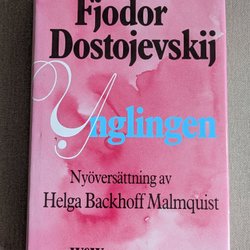 Fjodor
Dostojevskij
Ynglingen
Nyöversättning av
Helga Backhoff Malmquist
W&W